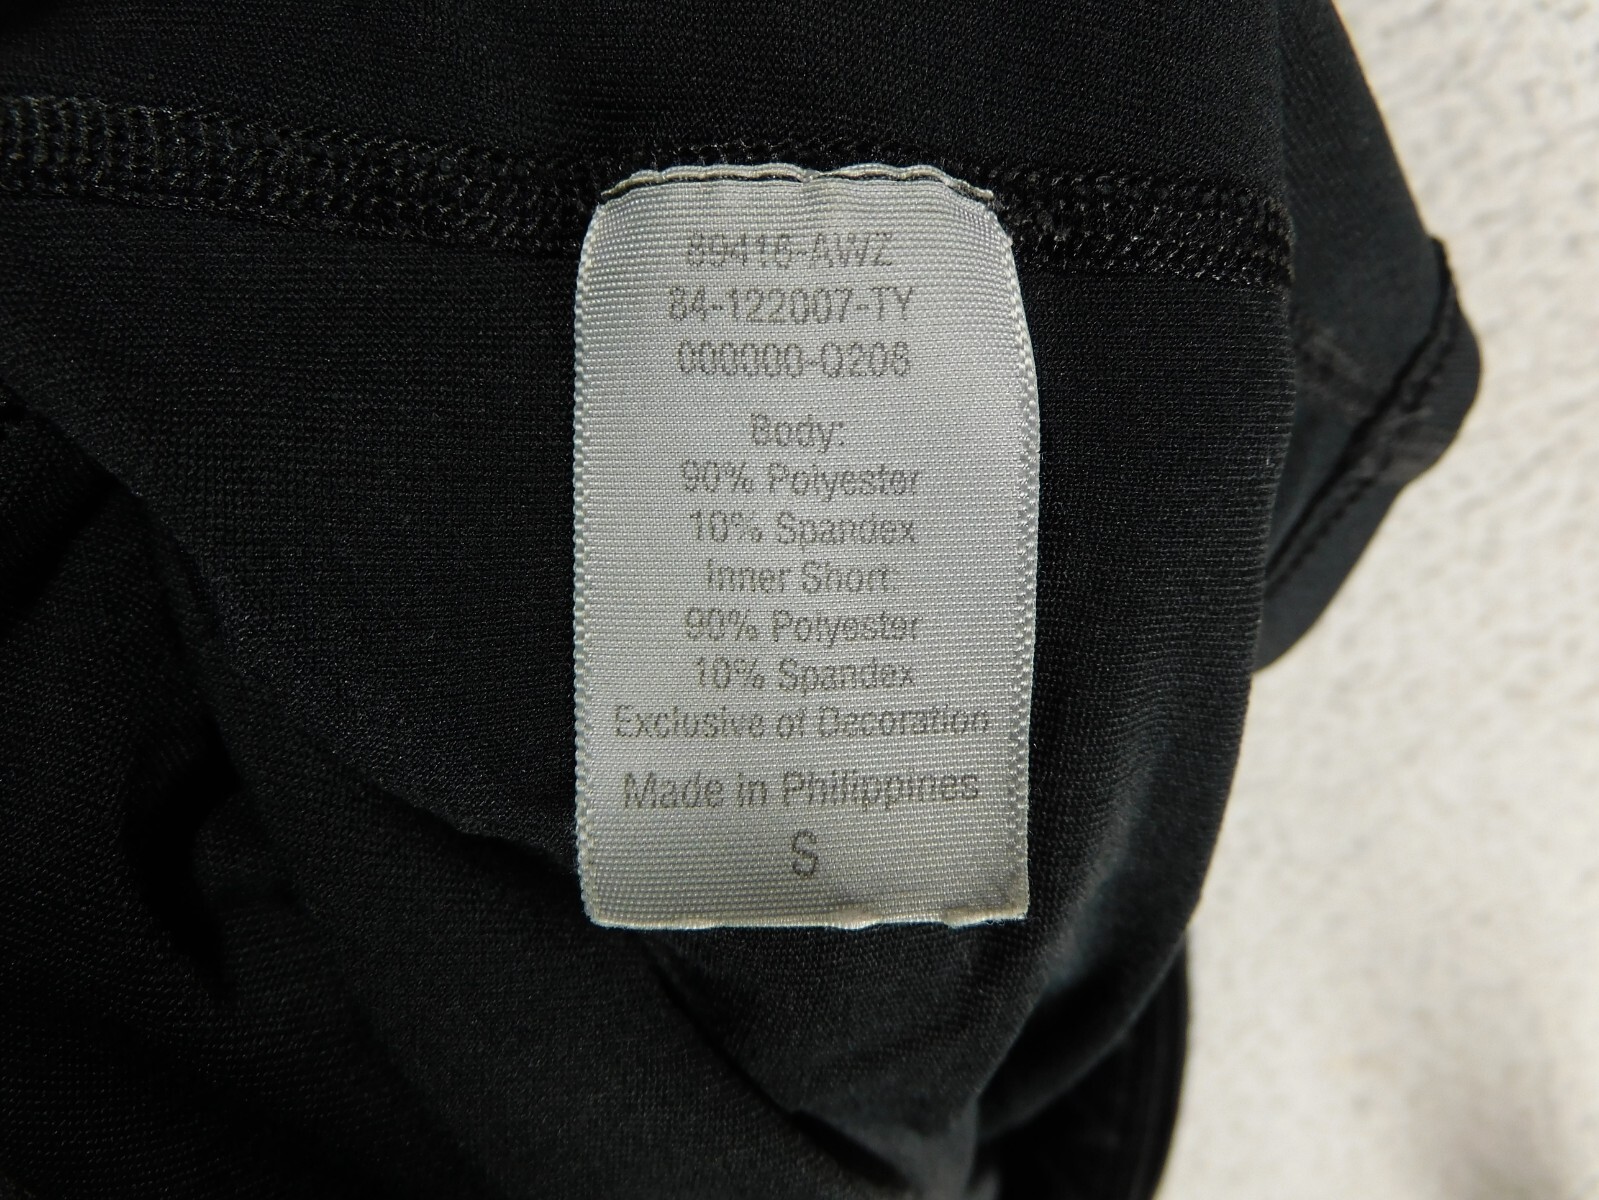 89416-AWZ
84-122007-TY
000000-Q206
Body:
90% Polyester
10% Spandex
Inner Short:
90% Polyester
10% Spandex
Exclusive of Decoration
Made in Philippines
S